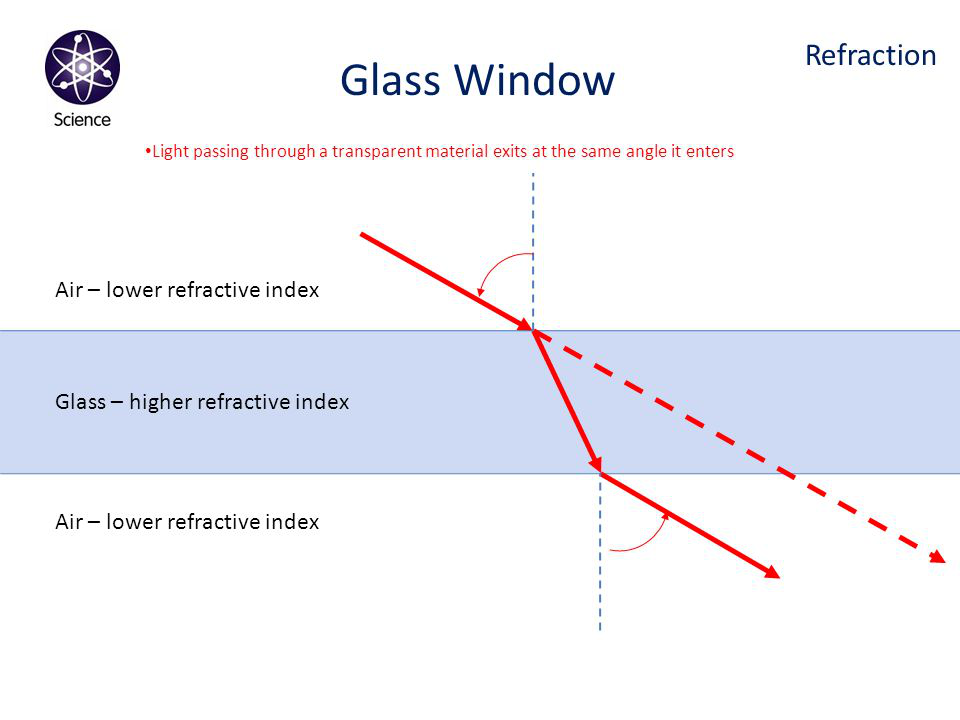 Refraction
Glass Window
Science
•Light passing through a transparent material exits at the same angle it enters
Air – lower refractive index
Glass – higher refractive index
Air – lower refractive index